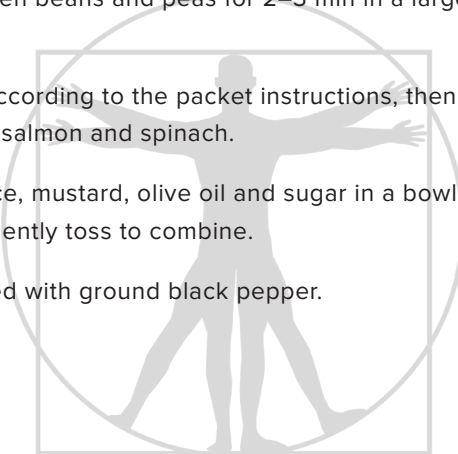 en beans and peas for 2–3 min in a large
ccording to the packet instructions, then
salmon and spinach.
ce, mustard, olive oil and sugar in a bowl
ently toss to combine.
ed with ground black pepper.